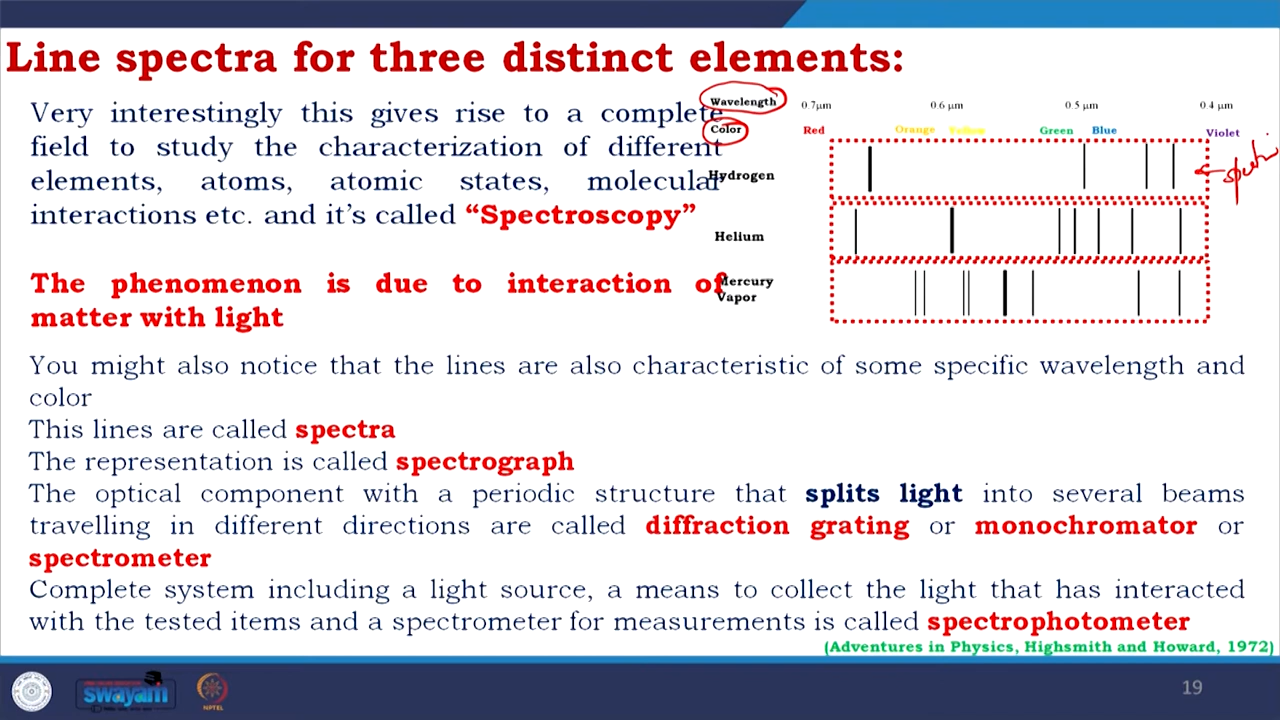 Line spectra for three distinct elements:
Very interestingly this gives rise to a complete
field to study the characterization of different
elements, atoms, atomic states, molecular
interactions etc. and it's called “Spectroscopy”
The phenomenon is due to interaction of
matter with light
Wavelength 0.7μm 0.6 μm 0.5 μm 0.4 μm
Color Red Orange Yellow Green Blue Violet
Hydrogen
Helium
Mercury
Vapor
You might also notice that the lines are also characteristic of some specific wavelength and
color
This lines are called spectra
The representation is called spectrograph
The optical component with a periodic structure that splits light into several beams
travelling in different directions are called diffraction grating or monochromator or
spectrometer
Complete system including a light source, a means to collect the light that has interacted
with the tested items and a spectrometer for measurements is called spectrophotometer
(Adventures in Physics, Highsmith and Howard, 1972)
swayam
NPTEL
19